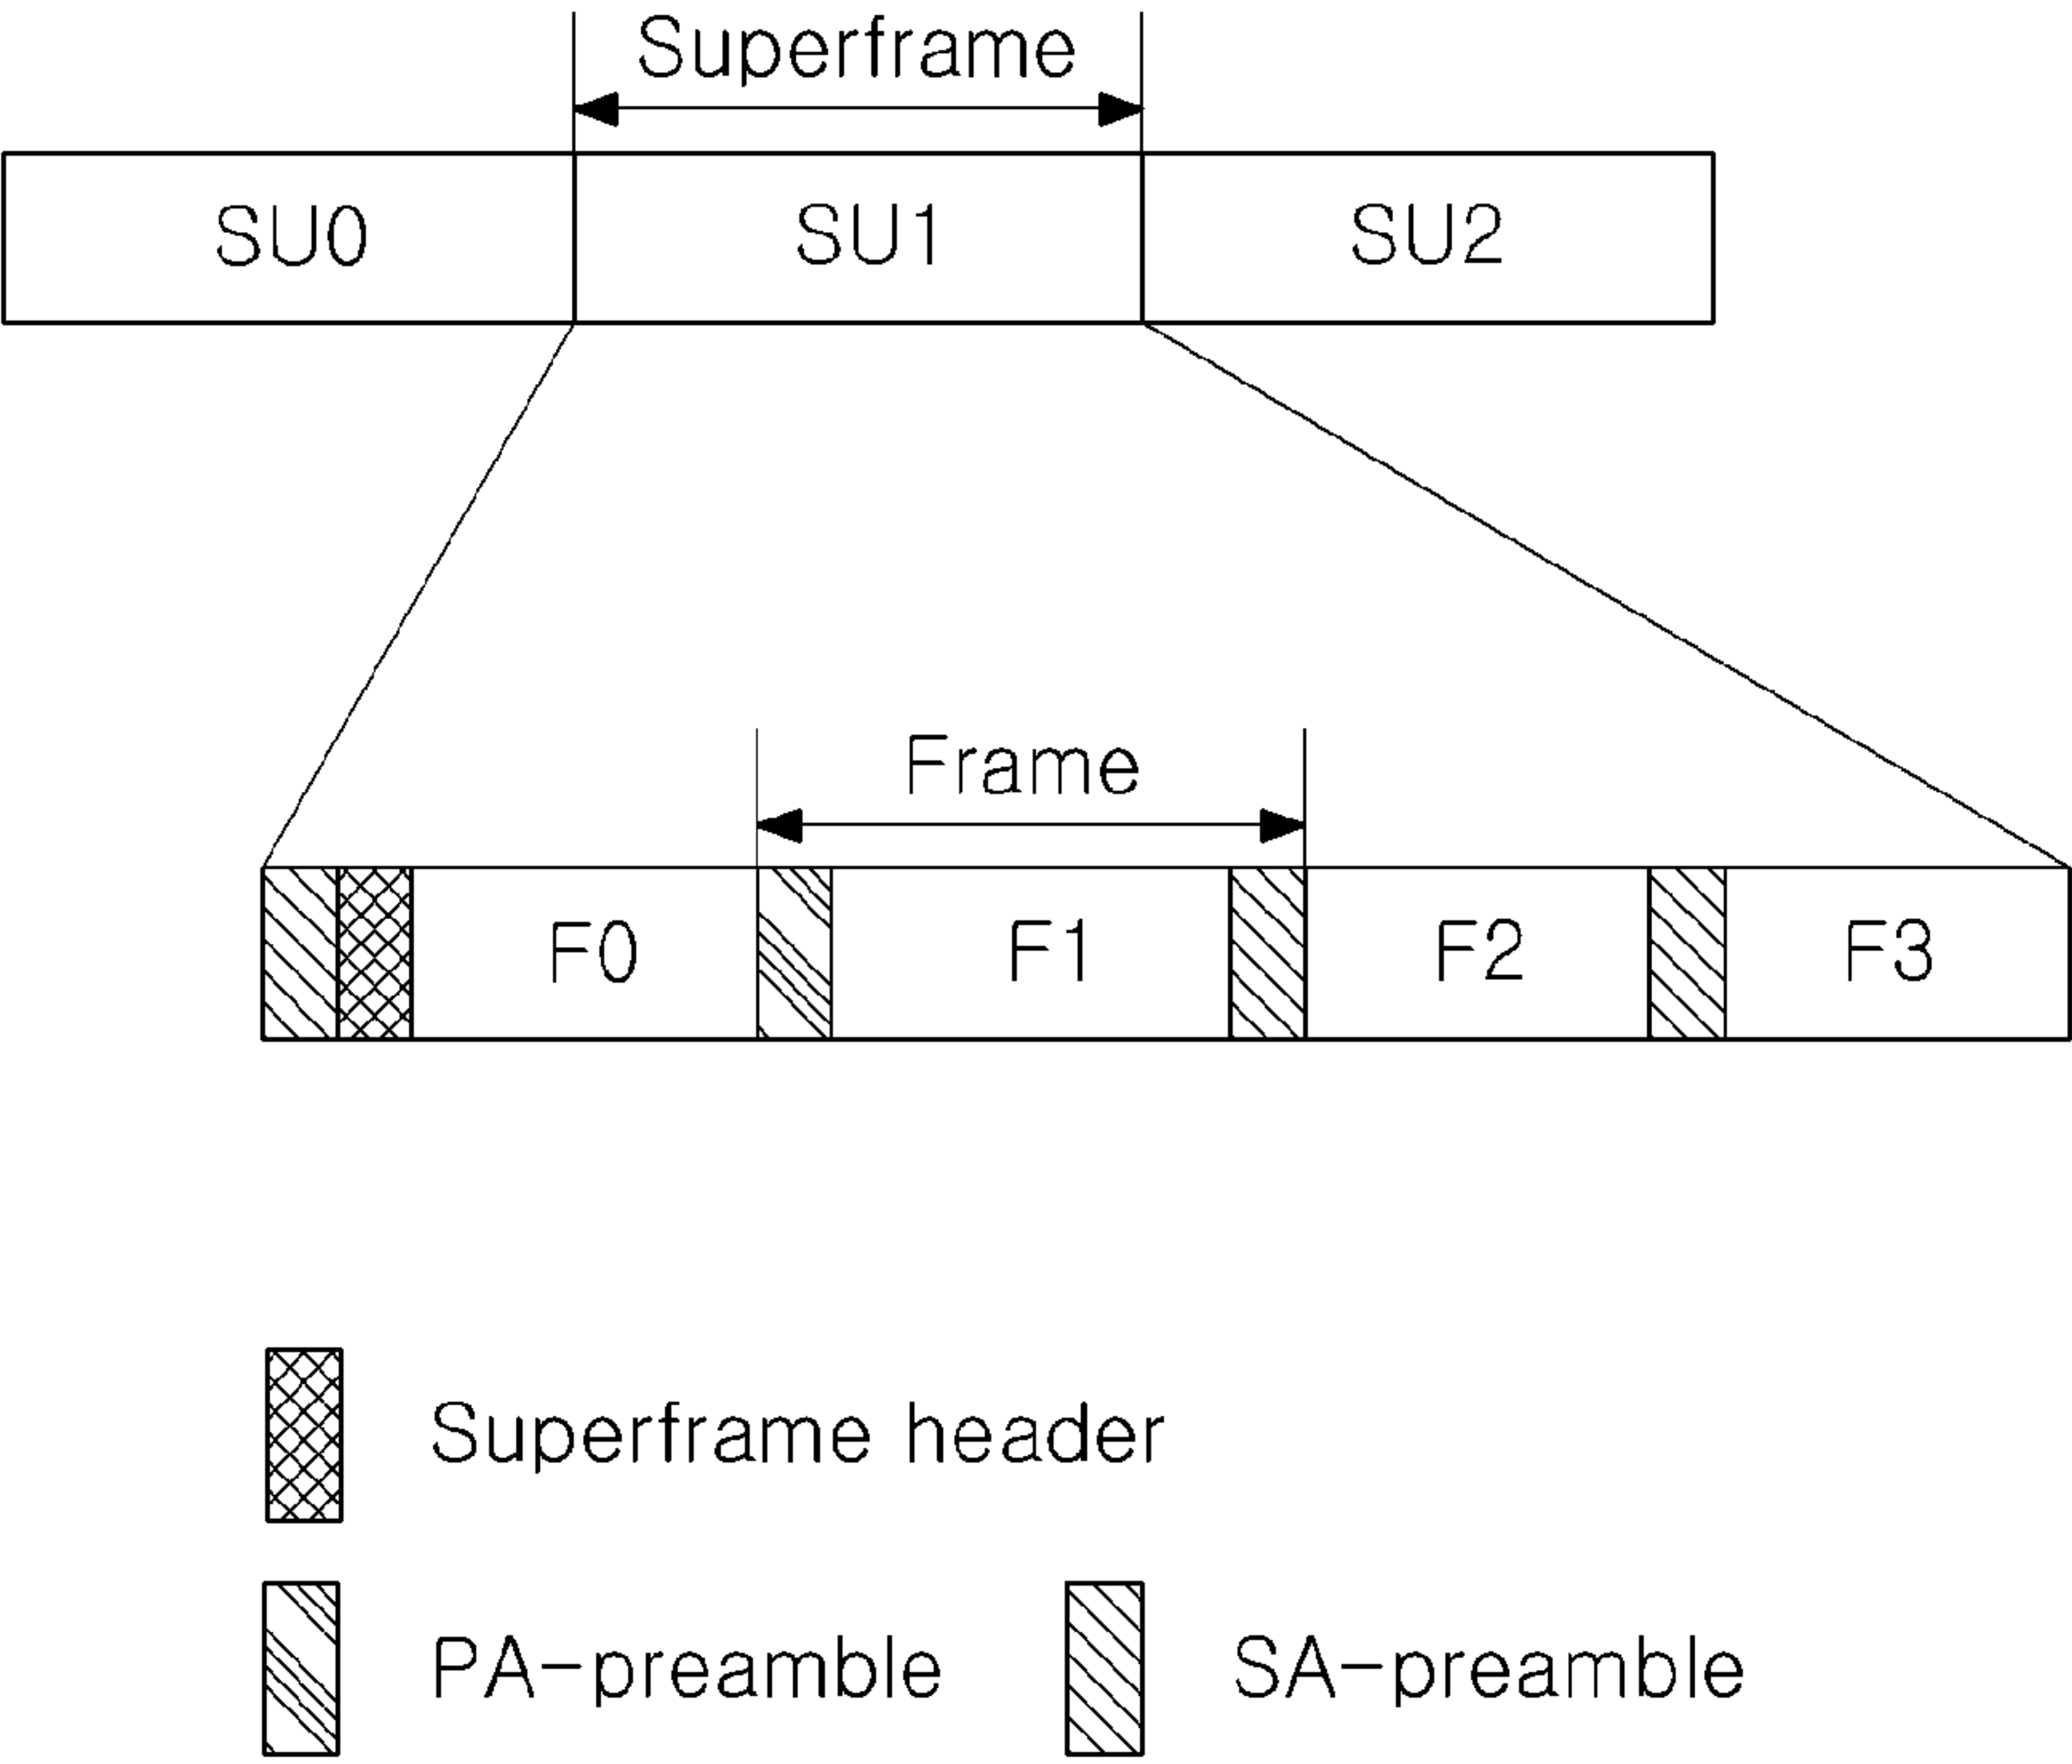 Superframe
SU0 SU1 SU2
Frame
F0 F1 F2 F3
Superframe header
PA-preamble SA-preamble